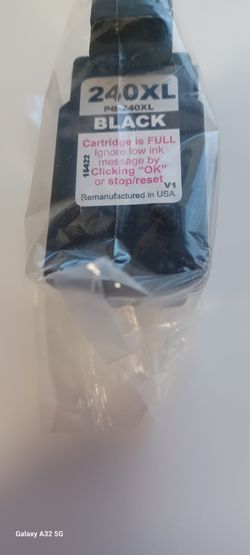 240XL
PG-240XL
BLACK
Cartridge is FULL
Ignore low ink
message by
Clicking "OK"
or stop/reset
V1
Remanufactured in USA
16422
Galaxy A32 5G